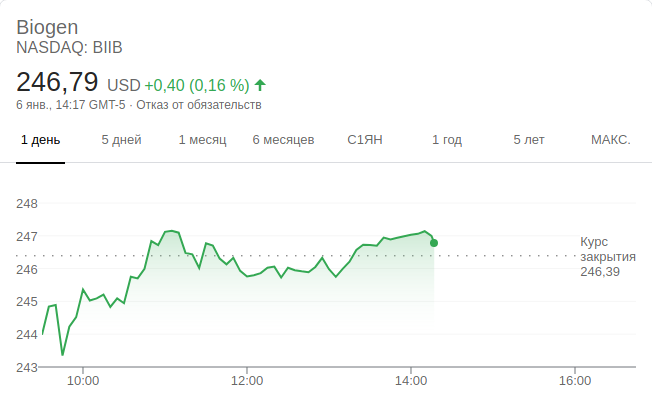 Biogen
NASDAQ: BIIB
246,79 USD +0,40 (0,16 %)
6 янв., 14:17 GMT-5 · Отказ от обязательств
1 день 5 дней 1 месяц 6 месяцев С1ЯН 1 год 5 лет МАКС.
248
247
246
245
244
243
Курс
закрытия
246,39
10:00 12:00 14:00 16:00